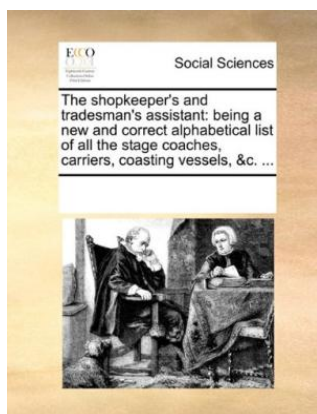 ECCO
Social Sciences
The shopkeeper's and
tradesman's assistant: being a
new and correct alphabetical list
of all the stage coaches,
carriers, coasting vessels, &c. ...